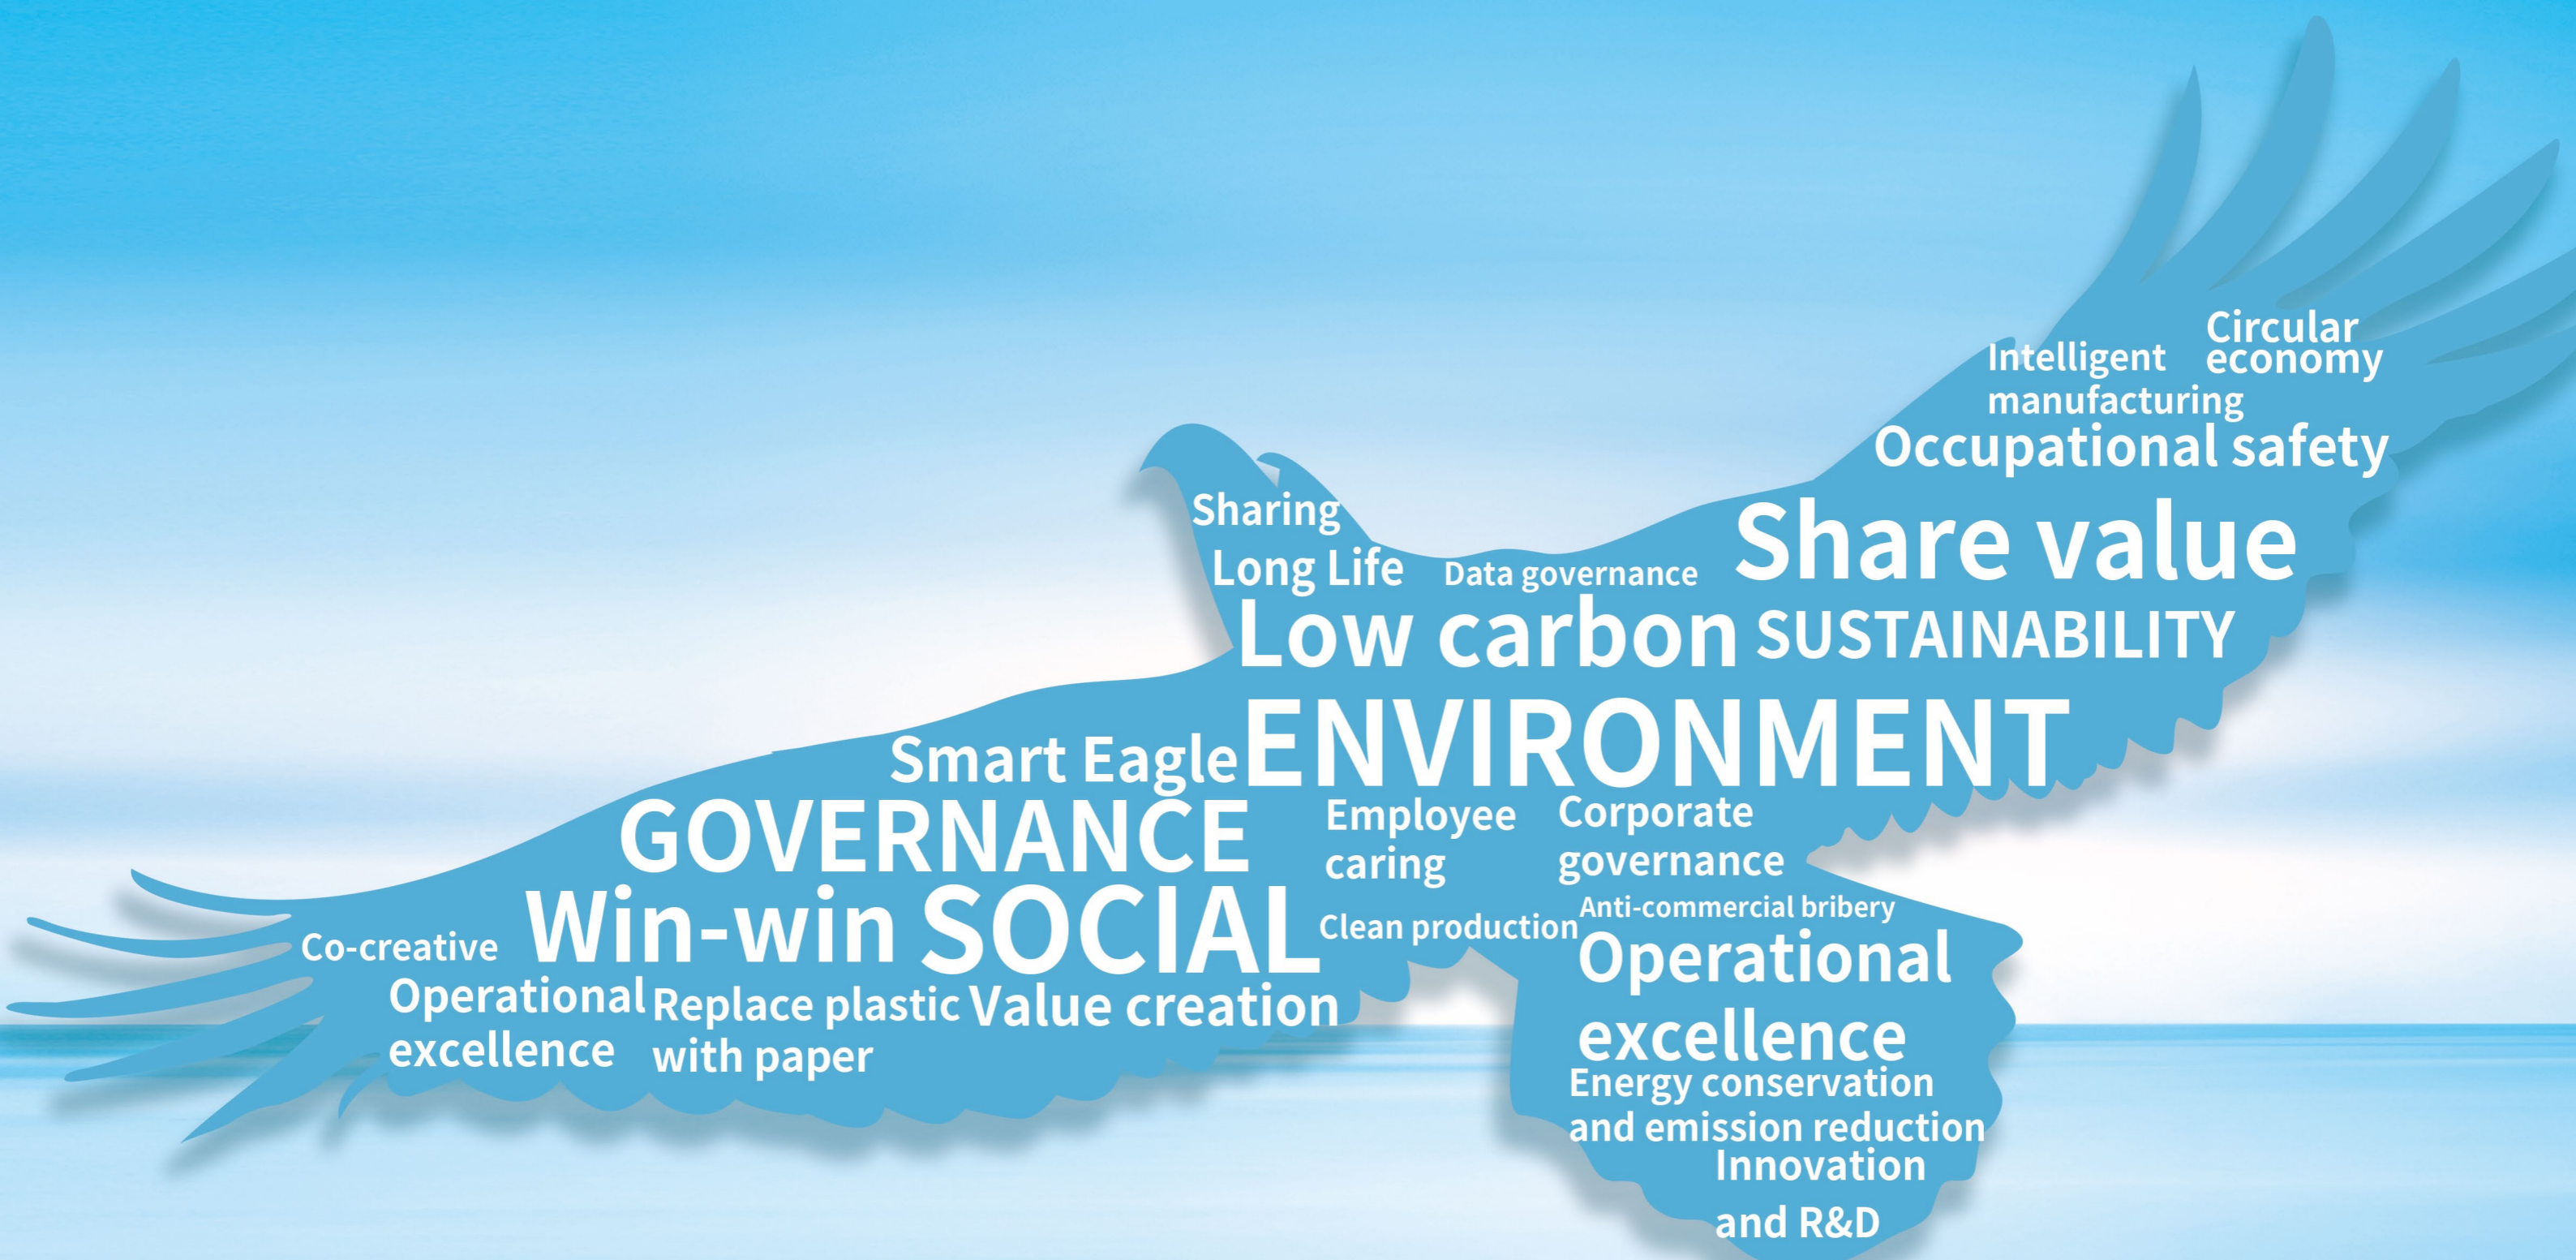 Circular
economy
Intelligent
manufacturing
Occupational safety
Sharing
Long Life
Data governance
Share value
Low carbon
SUSTAINABILITY
Smart Eagle
ENVIRONMENT
GOVERNANCE
Employee
caring
Corporate
governance
Co-creative
Win-win
SOCIAL
Clean production
Anti-commercial bribery
Operational
excellence
Replace plastic
with paper
Value creation
Operational
excellence
Energy conservation
and emission reduction
Innovation
and R&D